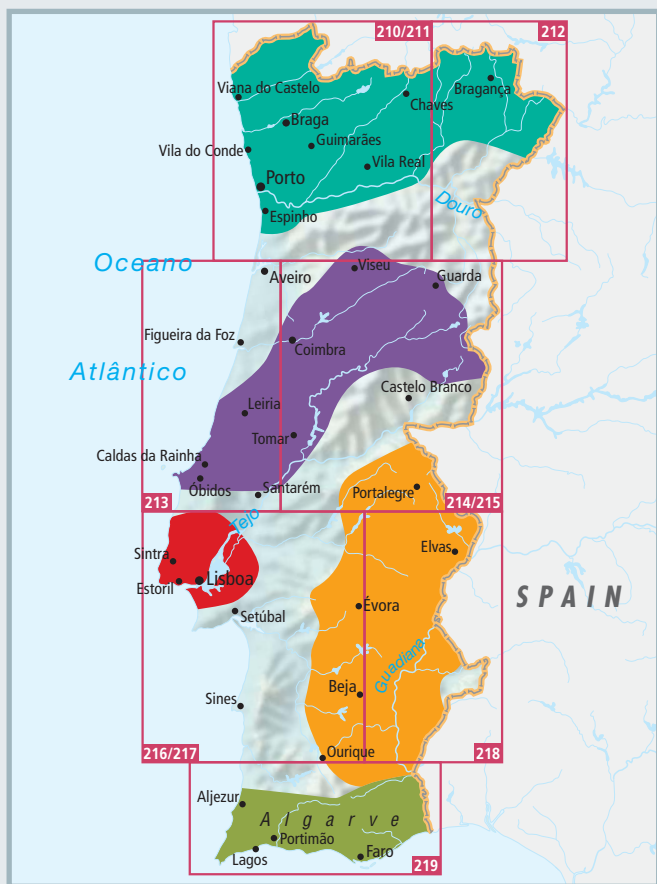 210/211
212
Viana do Castelo
Bragança
Chaves
Braga
Guimarães
Vila do Conde
Vila Real
Porto
Douro
Espinho
Oceano
Aveiro
Viseu
Guarda
Figueira da Foz
Coimbra
Atlântico
Castelo Branco
Leiria
Tomar
Caldas da Rainha
Óbidos
Santarém
Portalegre
213
214/215
Tejo
Elvas
Sintra
Estoril
Lisboa
SPAIN
Setúbal
Évora
Guadiana
Beja
Sines
Ourique
216/217
218
Aljezur
Algarve
Portimão
Lagos
Faro
219